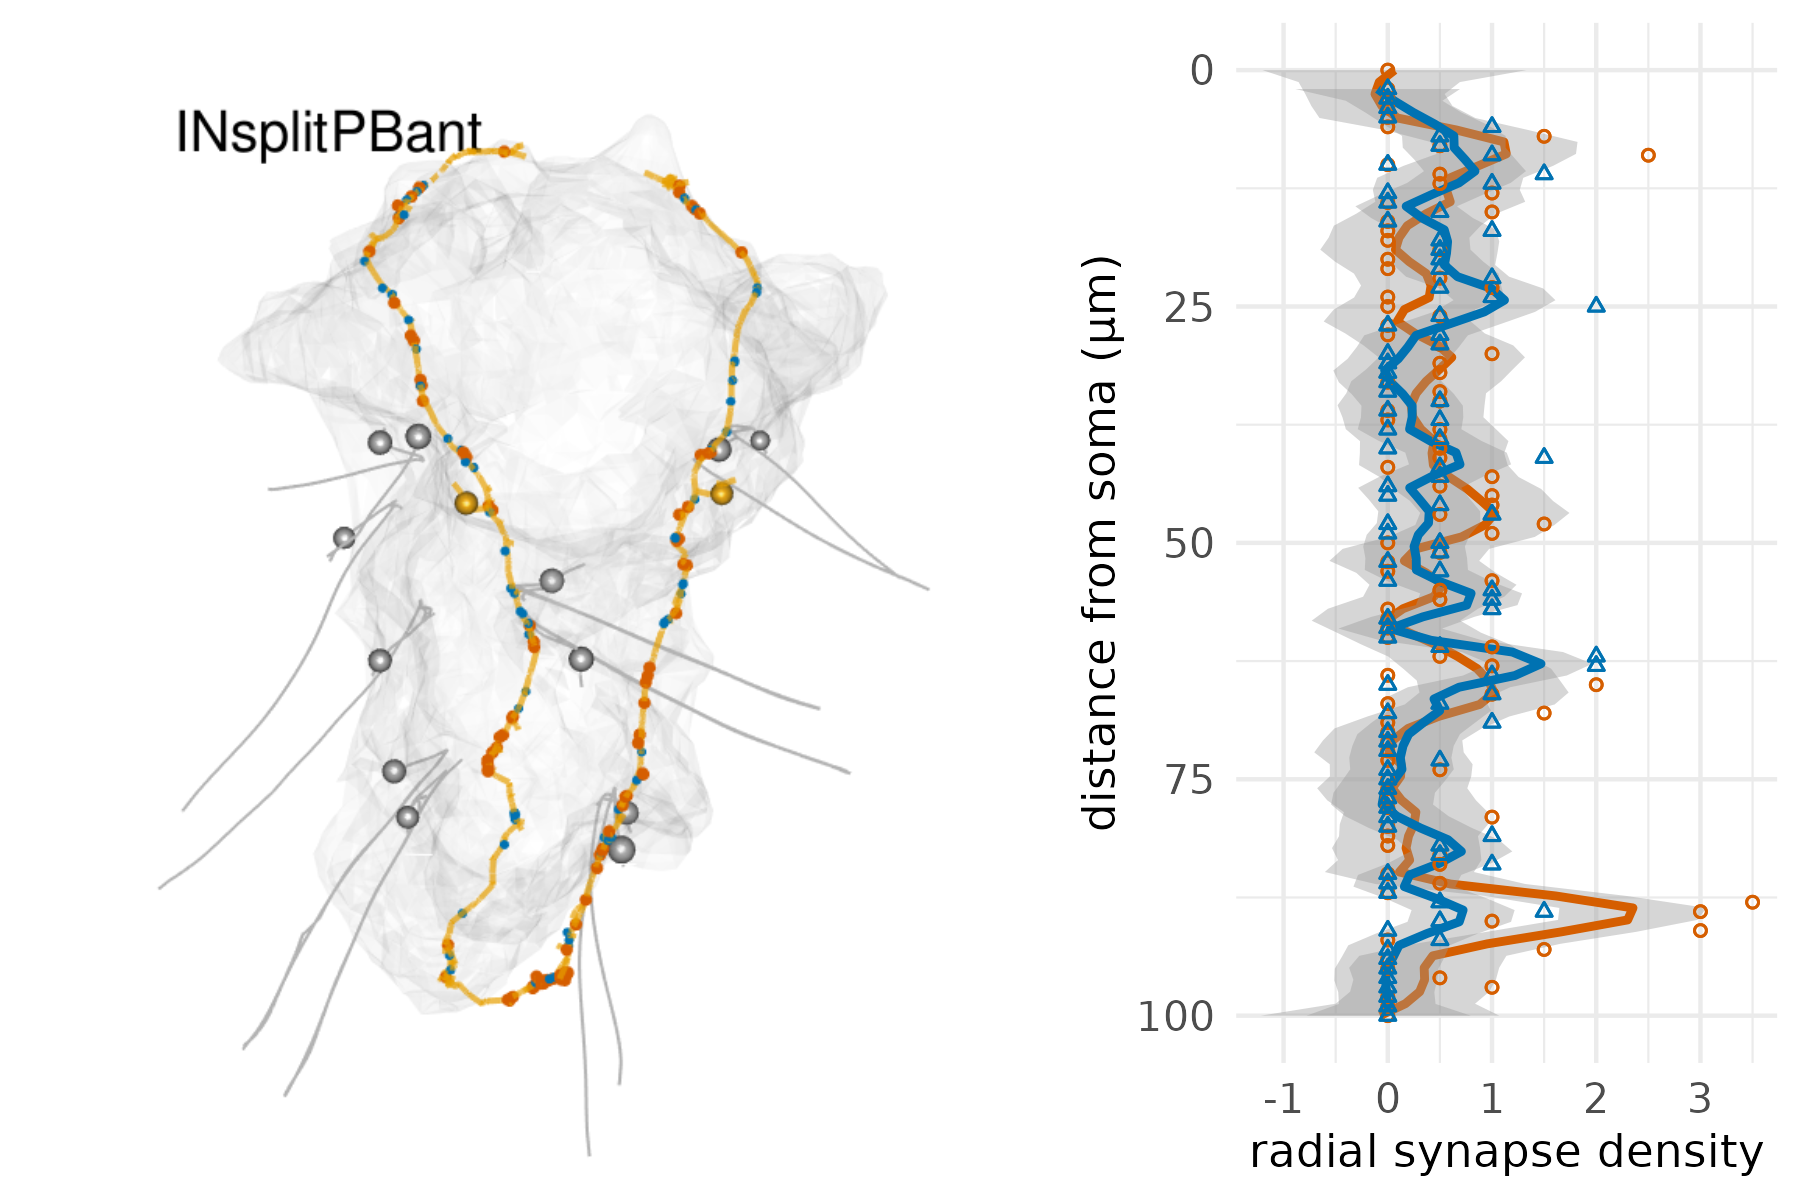 INsplitPBant
distance from soma (μm)
0
25
50
75
100
-1 0 1 2 3
radial synapse density